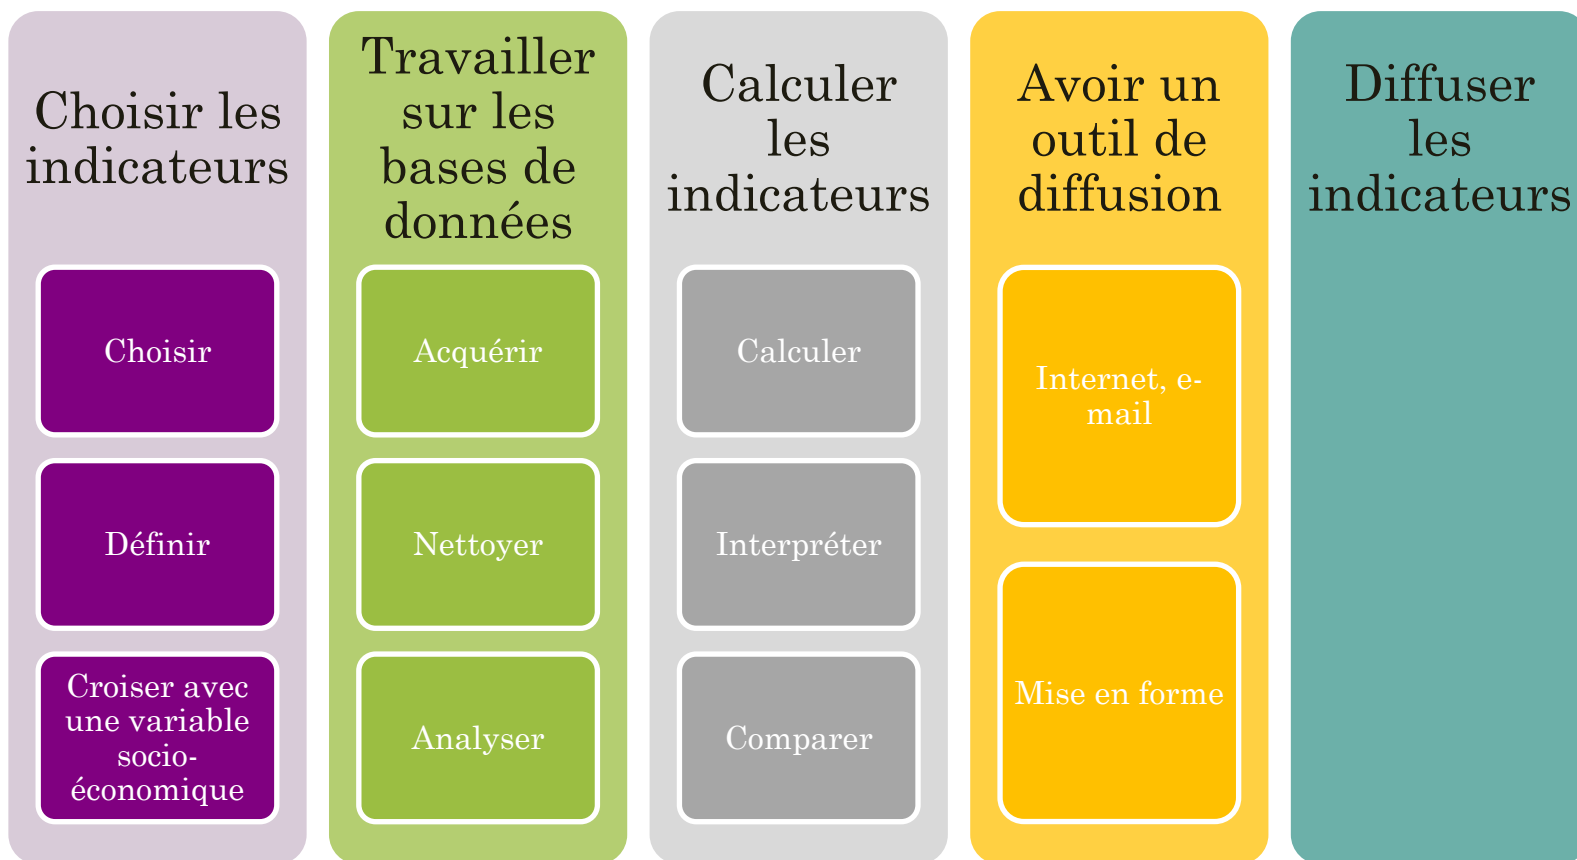 Choisir les
indicateurs
Choisir
Définir
Croiser avec
une variable
socio-
économique
Travailler
sur les
bases de
données
Acquérir
Nettoyer
Analyser
Calculer
les
indicateurs
Calculer
Interpréter
Comparer
Avoir un
outil de
diffusion
Internet, e-
mail
Mise en forme
Diffuser
les
indicateurs